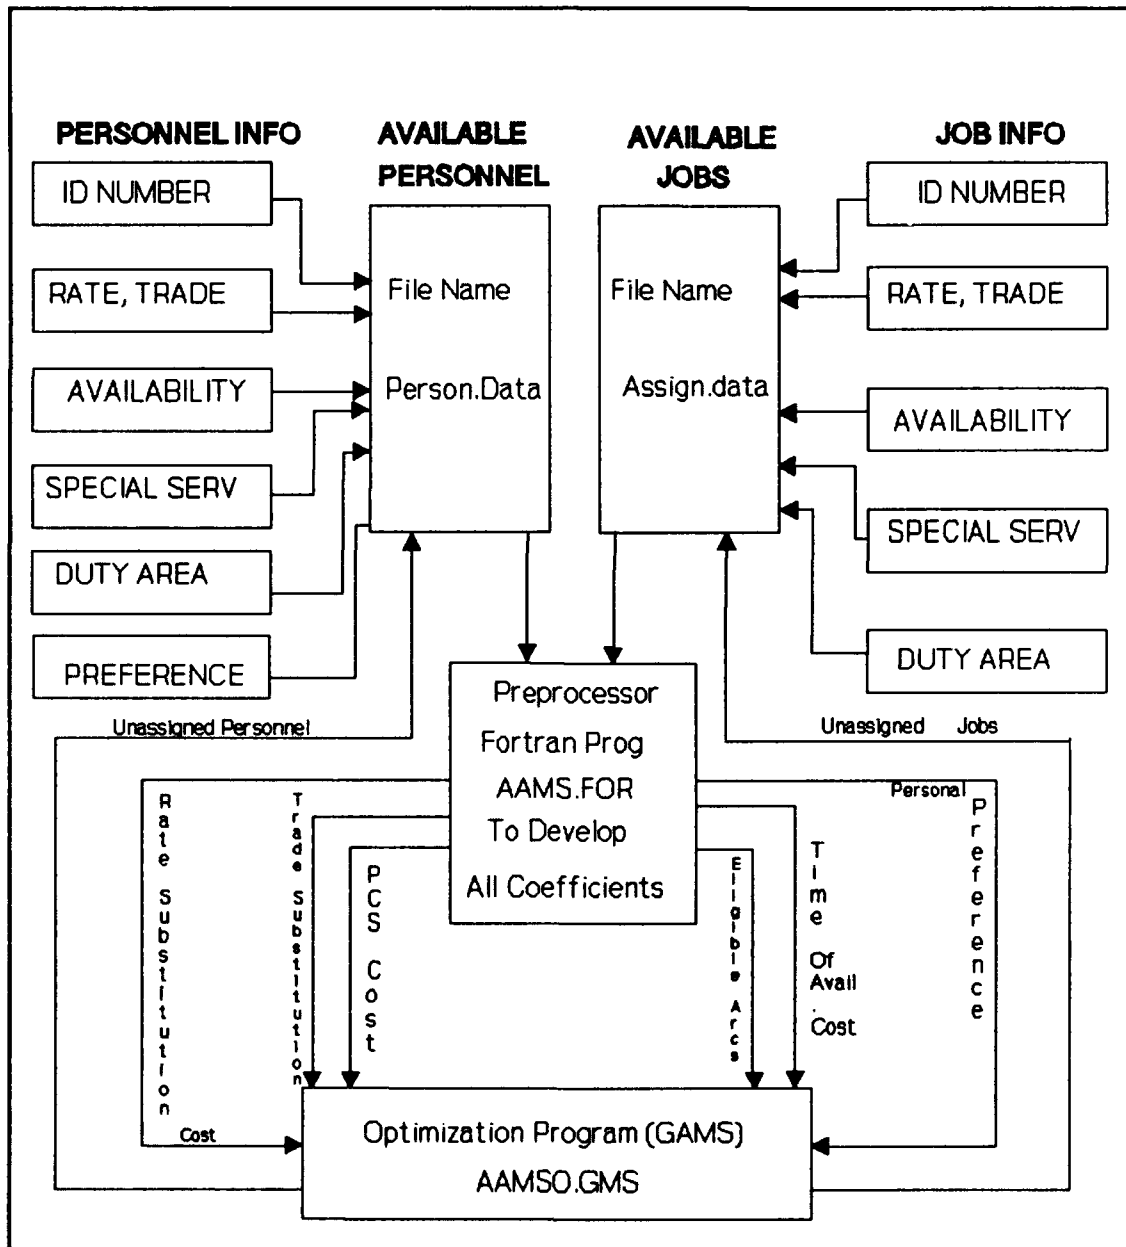 PERSONNEL INFO
AVAILABLE
PERSONNEL
AVAILABLE
JOBS
JOB INFO
ID NUMBER
RATE, TRADE
AVAILABILITY
SPECIAL SERV
DUTY AREA
PREFERENCE
File Name
Person.Data
File Name
Assign.data
ID NUMBER
RATE, TRADE
AVAILABILITY
SPECIAL SERV
DUTY AREA
Unassigned Personnel
Unassigned Jobs
Preprocessor
Fortran Prog
AAMS.FOR
To Develop
All Coefficients
Rate Substitution
Cost
Trade Substitution
PCS Cost
Eligible Arcs
Time
Of
Avail
.
Cost
Personal
Preference
Optimization Program (GAMS)
AAMSO.GMS